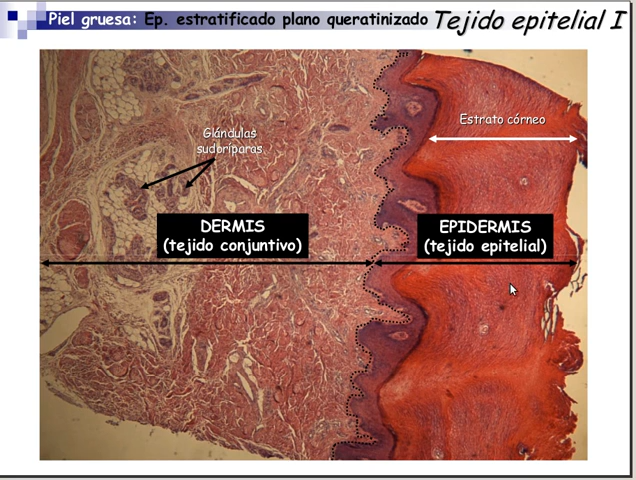 Piel gruesa: Ep. estratificado plano queratinizado Tejido epitelial I
Estrato córneo
Glándulas
sudoríparas
DERMIS
(tejido conjuntivo)
EPIDERMIS
(tejido epitelial)